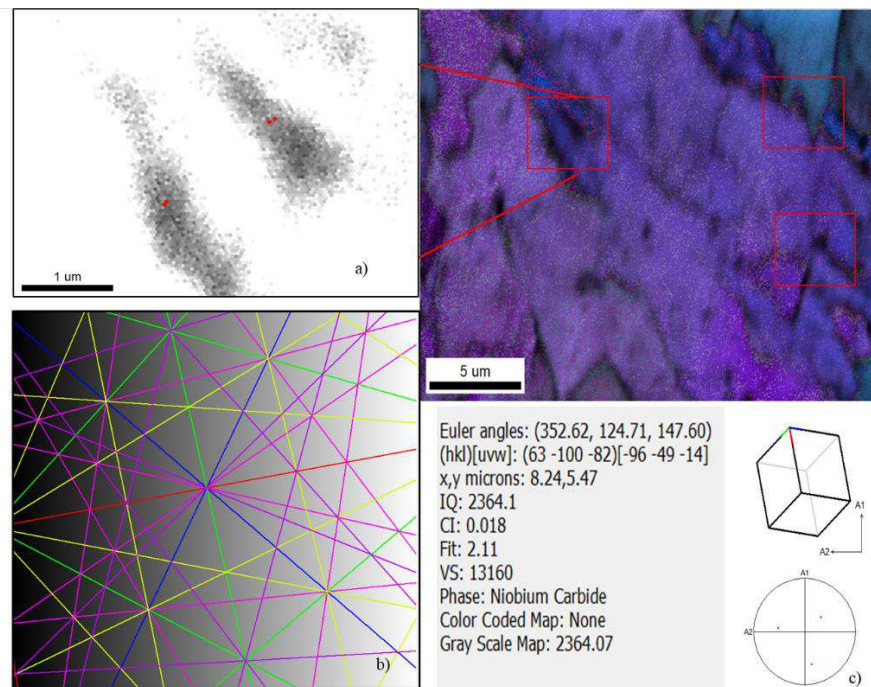 1 um
a)
5 um
b)
Euler angles: (352.62, 124.71, 147.60)
(hkl)[uvw]: (63 -100 -82)[-96 -49 -14]
x,y microns: 8.24,5.47
IQ: 2364.1
CI: 0.018
Fit: 2.11
VS: 13160
Phase: Niobium Carbide
Color Coded Map: None
Gray Scale Map: 2364.07
A1
A2
A1
A2
c)